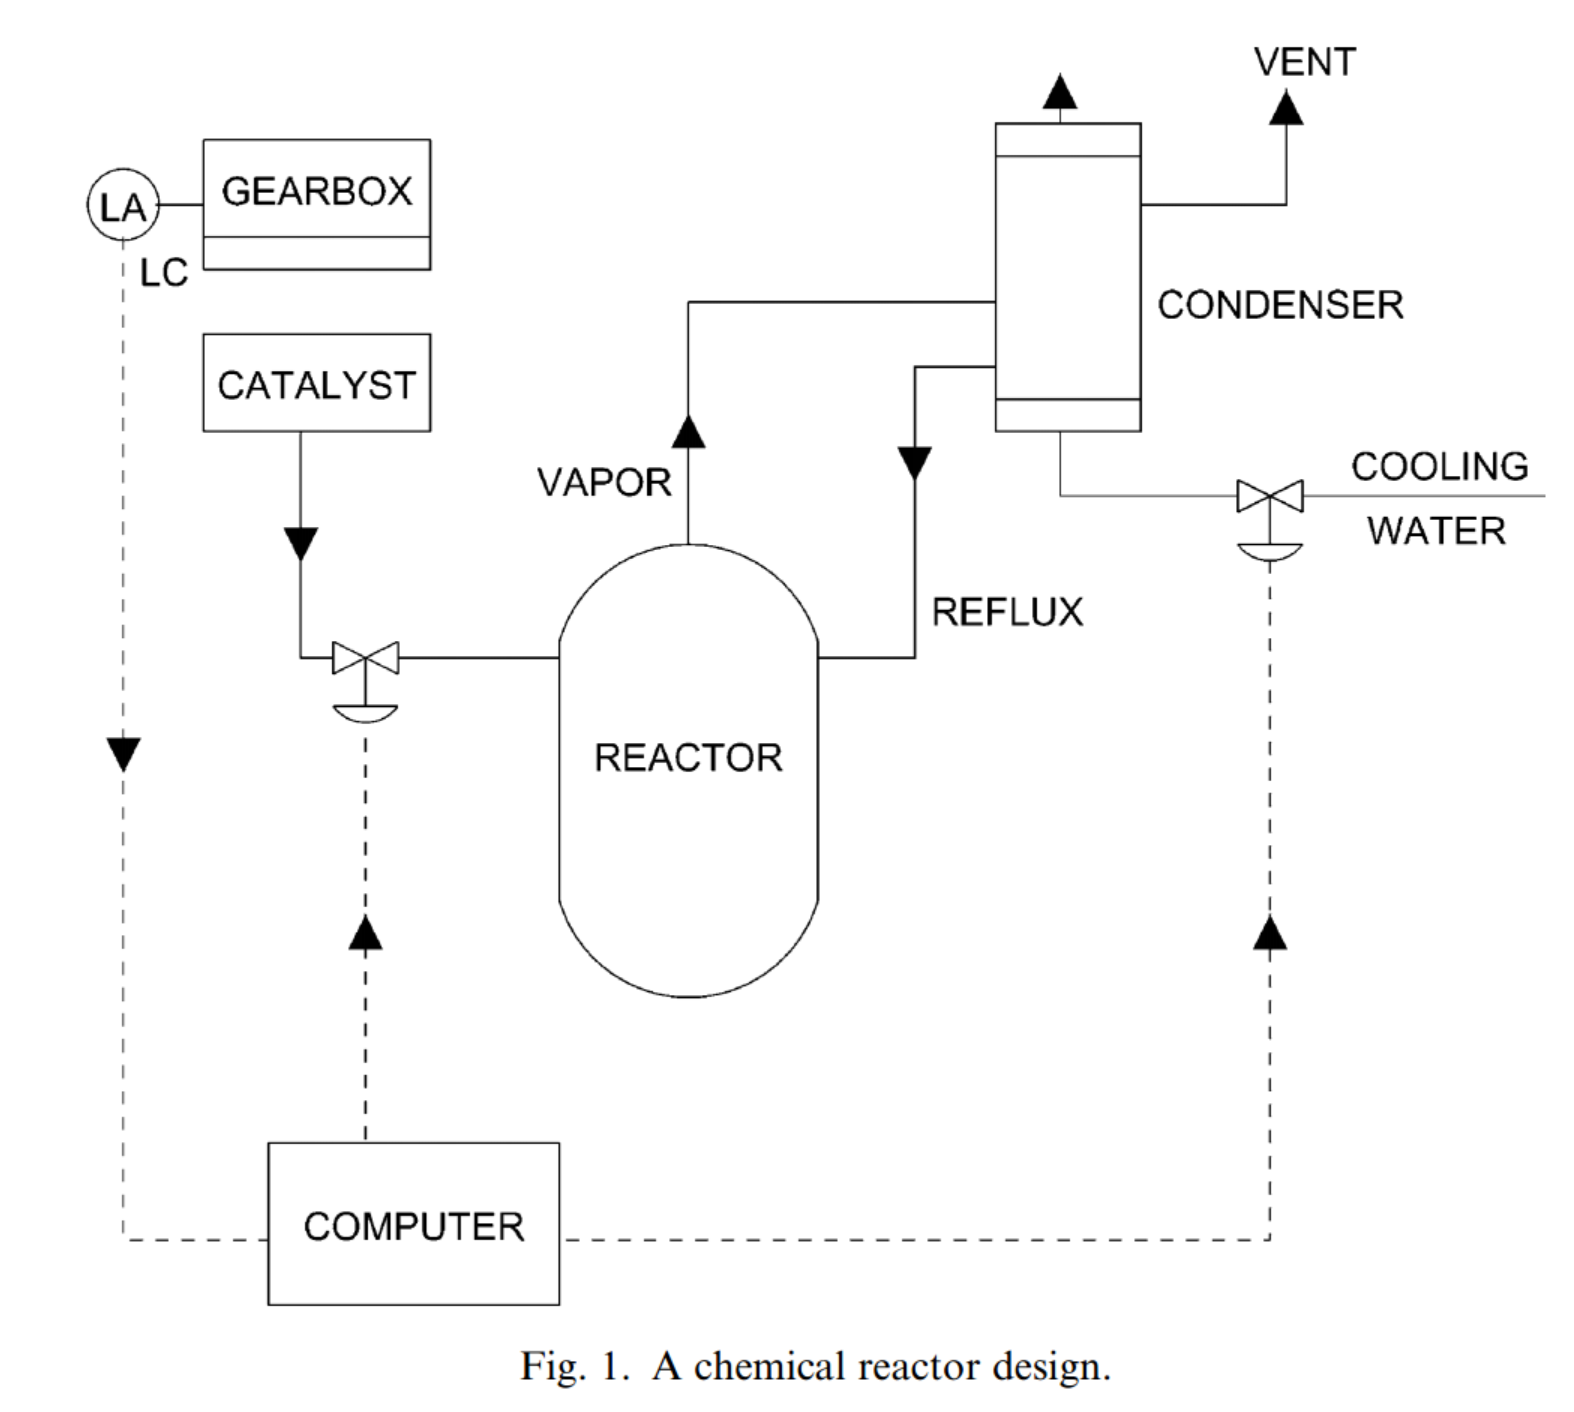 VENT
GEARBOX
LA
LC
CONDENSER
CATALYST
VAPOR
COOLING
WATER
REFLUX
REACTOR
COMPUTER
Fig. 1. A chemical reactor design.